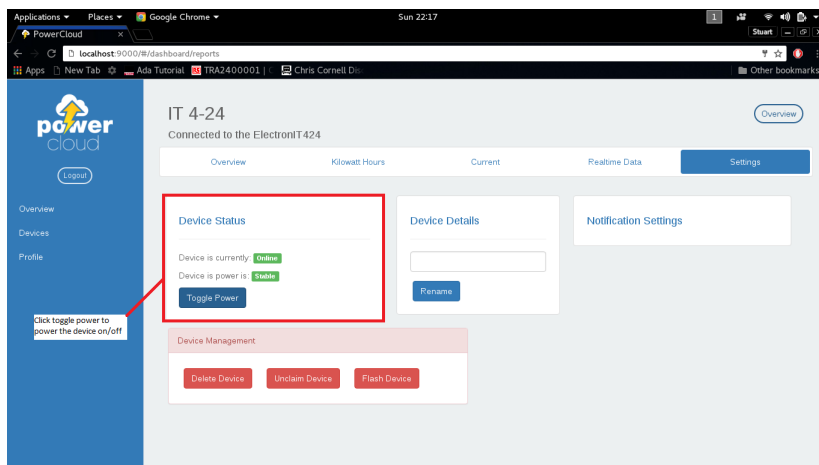 Applications Places Google Chrome Sun 22:17 1
PowerCloud × Stuart
localhost:9000/#/dashboard/reports
Apps New Tab Ada Tutorial RS TRA2400001 | Chris Cornell Dis Other bookmarks
power
cloud
Logout
Overview
Devices
Profile
IT 4-24
Connected to the ElectronIT424
Overview
Overview Kilowatt Hours Current Realtime Data Settings
Device Status
Device is currently: Online
Device is power is: Stable
Toggle Power
Device Details
Rename
Notification Settings
Click toggle power to
power the device on/off
Device Management
Delete Device Unclaim Device Flash Device